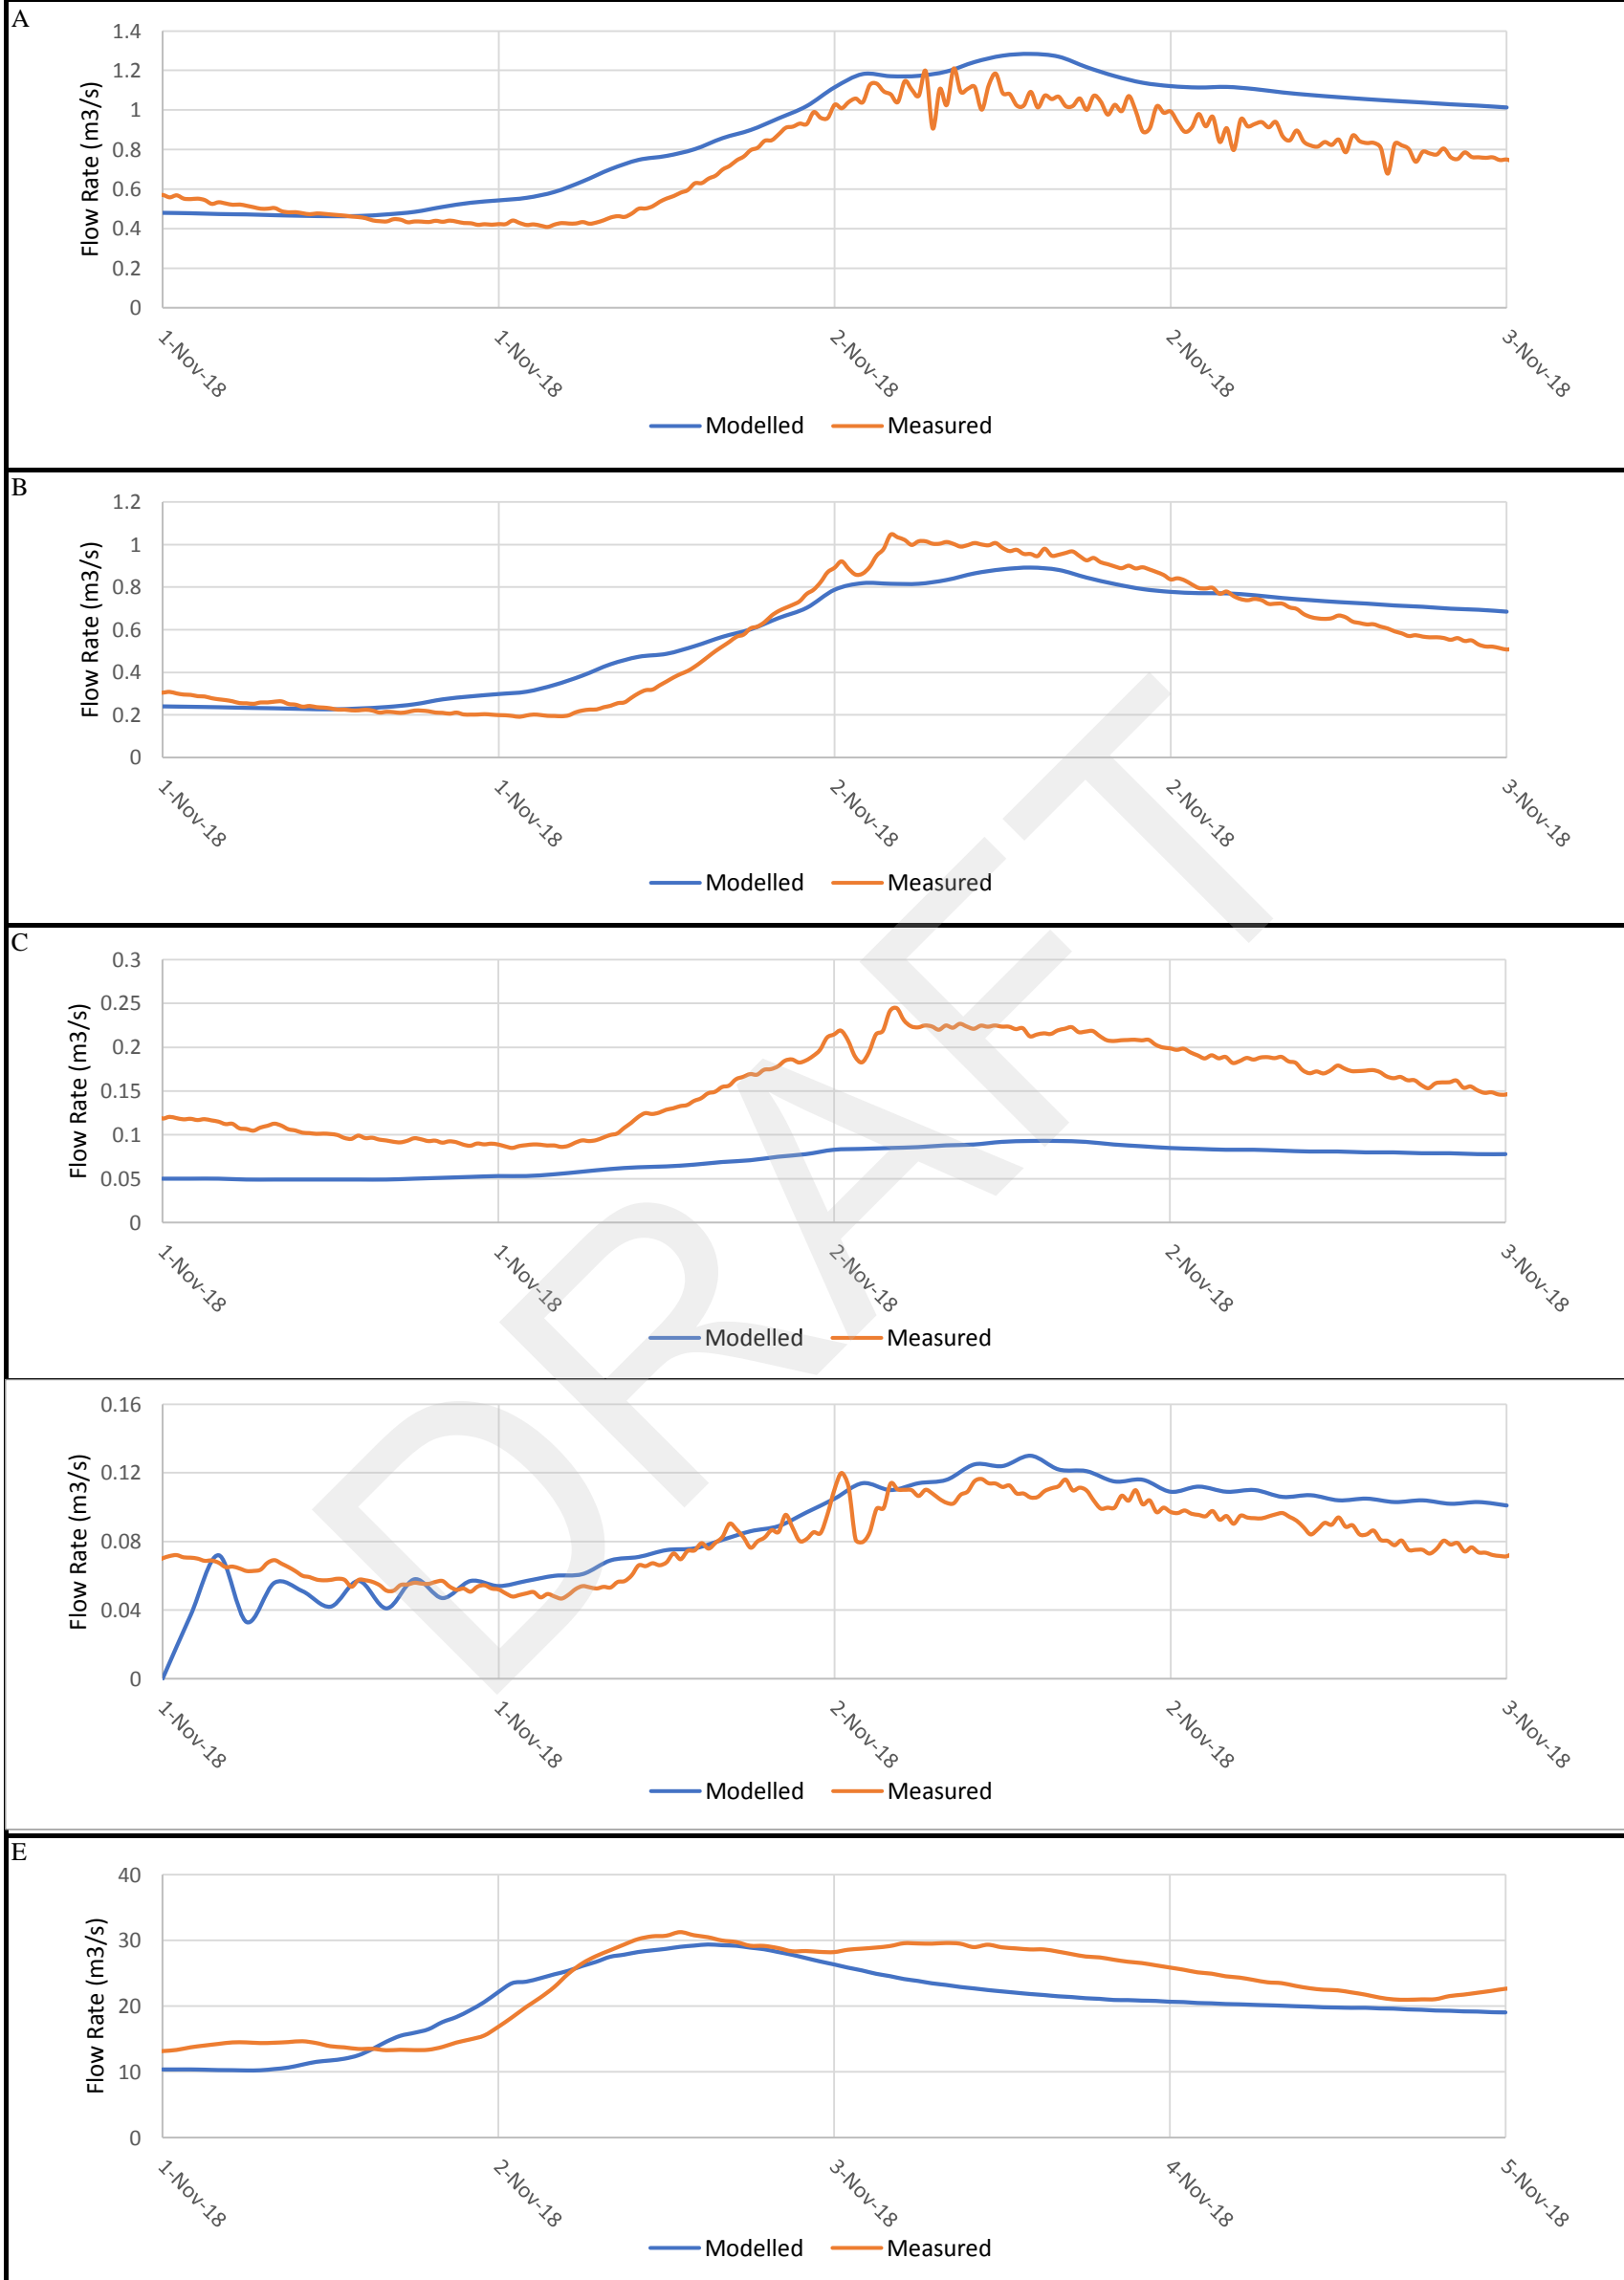 A
1.4
1.2
1
0.8
0.6
0.4
0.2
0
Flow Rate (m3/s)
1-Nov-18 1-Nov-18 2-Nov-18 2-Nov-18 3-Nov-18
Modelled Measured
B
1.2
1
0.8
0.6
0.4
0.2
0
Flow Rate (m3/s)
1-Nov-18 1-Nov-18 2-Nov-18 2-Nov-18 3-Nov-18
Modelled Measured
C
0.3
0.25
0.2
0.15
0.1
0.05
0
Flow Rate (m3/s)
1-Nov-18 1-Nov-18 2-Nov-18 2-Nov-18 3-Nov-18
Modelled Measured
0.16
0.12
0.08
0.04
0
Flow Rate (m3/s)
1-Nov-18 1-Nov-18 2-Nov-18 2-Nov-18 3-Nov-18
Modelled Measured
E
40
30
20
10
0
Flow Rate (m3/s)
1-Nov-18 2-Nov-18 3-Nov-18 4-Nov-18 5-Nov-18
Modelled Measured
DRAFT